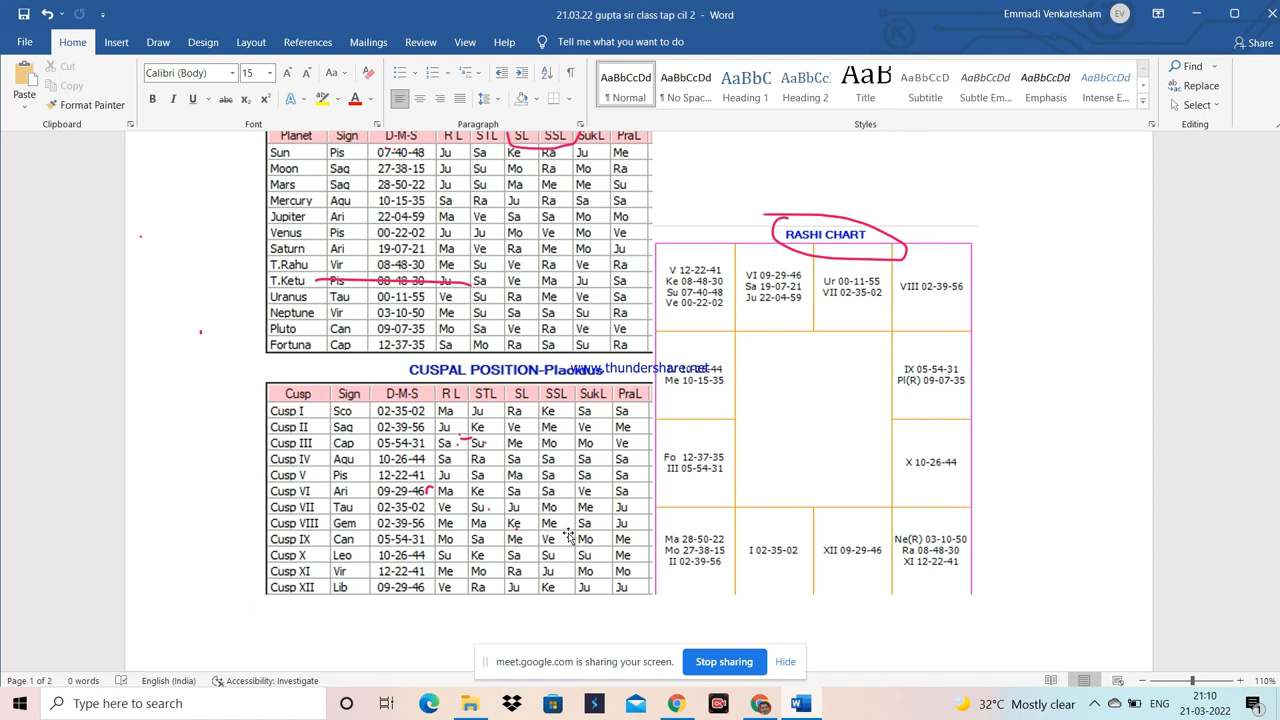 21.03.22 gupta sir class tap cil 2 - Word
Emmadi Venkatesham EV
File Home Insert Draw Design Layout References Mailings Review View Help Tell me what you want to do Share
Paste Cut Copy Format Painter
Clipboard
Calibri (Body) 15
Font
Paragraph
AaBbCcDd AaBbCcDd AaBbC AaBbCc AaB AaBbCcD AaBbCcDd AaBbCcDd AaBbCcDd
¶ Normal ¶ No Spac... Heading 1 Heading 2 Title Subtitle Subtle Em... Emphasis Intense E...
Styles
Find
Replace
Select
Editing
Planet Sign D-M-S R L STL SL SSL SukL PraL
Sun Pis 07-40-48 Ju Sa Ke Ra Ju Me
Moon Sag 27-38-15 Ju Su Mo Ra Mo Ra
Mars Sag 28-50-22 Ju Su Ma Me Me Su
Mercury Aqu 10-15-35 Sa Ra Ju Ra Sa Sa
Jupiter Ari 22-04-59 Ma Ve Sa Sa Mo Mo
Venus Pis 00-22-02 Ju Ju Mo Ve Mo Ve
Saturn Ari 19-07-21 Ma Ve Ra Me Mo Ju
T.Rahu Vir 08-48-30 Me Su Ve Ra Ve Ra
T.Ketu Pis 08-48-30 Ju Sa Ve Ma Ju Sa
Uranus Tau 00-11-55 Ve Su Ra Me Ve Su
Neptune Vir 03-10-50 Me Su Sa Sa Su Ra
Pluto Can 09-07-35 Mo Sa Ve Ra Ve Ve
Fortuna Cap 12-37-35 Sa Mo Ra Sa Su Ra
CUSPAL POSITION-Placidus
www.thundershare.net
Cusp Sign D-M-S R L STL SL SSL SukL PraL
Cusp I Sco 02-35-02 Ma Ju Ra Ke Sa Sa
Cusp II Sag 02-39-56 Ju Ke Ve Me Ve Me
Cusp III Cap 05-54-31 Sa Su Me Mo Mo Ve
Cusp IV Aqu 10-26-44 Sa Ra Sa Sa Sa Sa
Cusp V Pis 12-22-41 Ju Sa Ma Sa Sa Sa
Cusp VI Ari 09-29-46 Ma Ke Sa Sa Ve Sa
Cusp VII Tau 02-35-02 Ve Su Ju Mo Me Ju
Cusp VIII Gem 02-39-56 Me Ma Ke Me Sa Ju
Cusp IX Can 05-54-31 Mo Sa Me Ve Mo Me
Cusp X Leo 10-26-44 Su Ke Sa Su Su Me
Cusp XI Vir 12-22-41 Me Mo Ra Ju Mo Mo
Cusp XII Lib 09-29-46 Ve Ra Ju Ke Ju Ju
RASHI CHART
V 12-22-41
Ke 08-48-30
Su 07-40-48
Ve 00-22-02
VI 09-29-46
Sa 19-07-21
Ju 22-04-59
Ur 00-11-55
VII 02-35-02
VIII 02-39-56
Me 10-15-35
IX 05-54-31
Pl(R) 09-07-35
Fo 12-37-35
III 05-54-31
X 10-26-44
Ma 28-50-22
Mo 27-38-15
II 02-39-56
I 02-35-02
XII 09-29-46
Ne(R) 03-10-50
Ra 08-48-30
XI 12-22-41
meet.google.com is sharing your screen. Stop sharing Hide
Page 1 of 2 0 words English (India) Accessibility: Investigate 110%
Type here to search
32°C Mostly clear ENG 21:10
21-03-2022